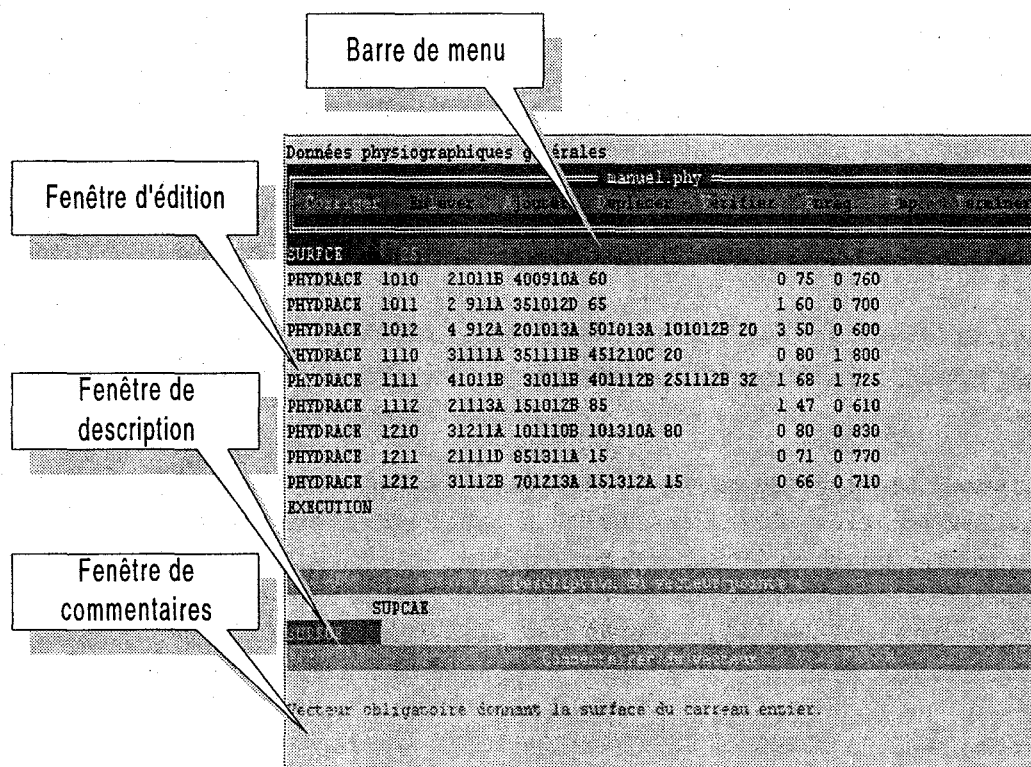 Barre de menu
Fenêtre d'édition
Fenêtre de
description
Fenêtre de
commentaires
Données physiographiques générales
manuel.phy
SURFCE
PHYDRACE 1010 21011B 400910A 60 0 75 0 760
PHYDRACE 1011 2 911A 351012D 65 1 60 0 700
PHYDRACE 1012 4 912A 201013A 501013A 101012B 20 3 50 0 600
PHYDRACE 1110 31111A 351111B 451210C 20 0 80 1 800
PHYDRACE 1111 41011B 31011B 401112B 251112B 32 1 68 1 725
PHYDRACE 1112 21113A 151012B 85 1 47 0 610
PHYDRACE 1210 31211A 101110B 101310A 80 0 80 0 830
PHYDRACE 1211 21111D 851311A 15 0 71 0 770
PHYDRACE 1212 31112B 701213A 151312A 15 0 66 0 710
EXECUTION
SUPCAR
Vecteur obligatoire donnant la surface du carreau entier.